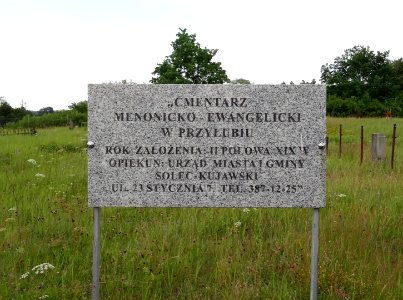 „CMENTARZ
MENONICKO - EWANGELICKI
W PRZYŁUBIU
ROK ZAŁOŻENIA: II POŁOWA XIX W
OPIEKUN: URZĄD MIASTA I GMINY
SOLEC-KUJAWSKI
UL. 23 STYCZNIA 7 TEL. 387-12-25"